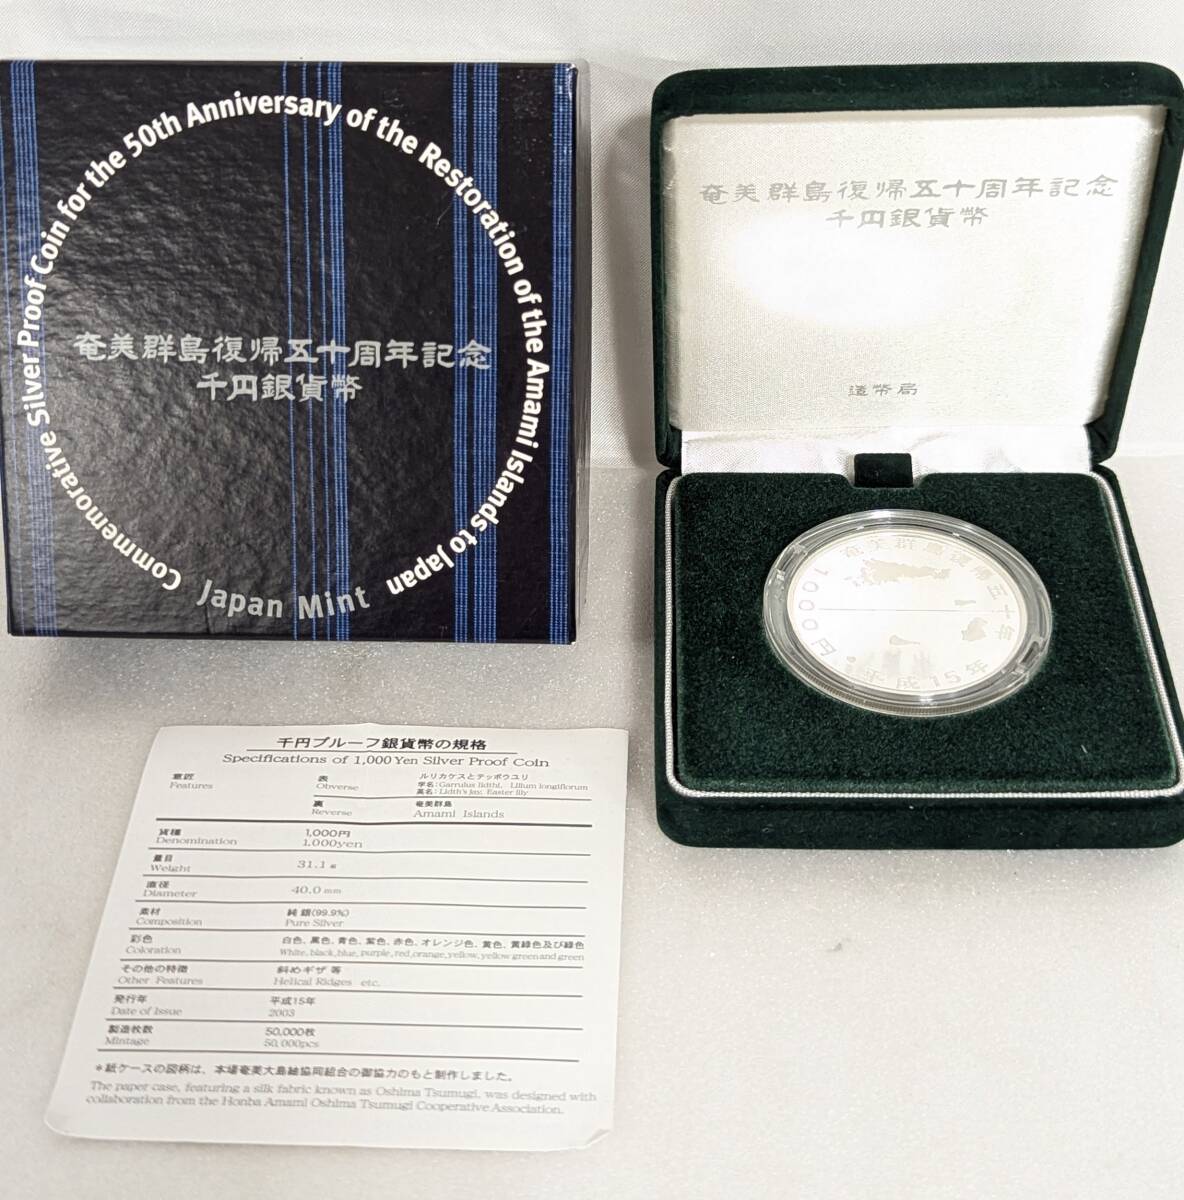 Commemorative Silver Proof Coin for the 50th Anniversary of the Restoration of the Amami Islands to Japan
奄美群島復帰五十周年記念
千円銀貨幣
Japan Mint
奄美群島復帰五十周年記念
千円銀貨幣
造幣局
奄美群島復帰五十年
1000円
平成15年
千円プルーフ銀貨幣の規格
Specifications of 1,000 Yen Silver Proof Coin
意匠
Features
表
Obverse
ルリカケスとテッポウユリ
学名:Garrulus lidthi, Lilium longiflorum
英名:Lidth's jay, Easter lily
裏
Reverse
奄美群島
Amami Islands
貨種
Denomination
1,000円
1,000yen
量目
Weight
31.1 g
直径
Diameter
40.0 mm
素材
Composition
純銀(99.9%)
Pure Silver
彩色
Coloration
白色、黒色、青色、紫色、赤色、オレンジ色、黄色、黄緑色及び緑色
White, black, blue, purple, red, orange, yellow, yellow green and green
その他の特徴
Other Features
斜めギザ 等
Helical Ridges etc.
発行年
Date of Issue
平成15年
2003
製造枚数
Mintage
50,000枚
50,000pcs
*紙ケースの図柄は、本場奄美大島紬協同組合の御協力のもと制作しました。
The paper case, featuring a silk fabric known as Oshima Tsumugi, was designed with
collaboration from the Honba Amami Oshima Tsumugi Cooperative Association.